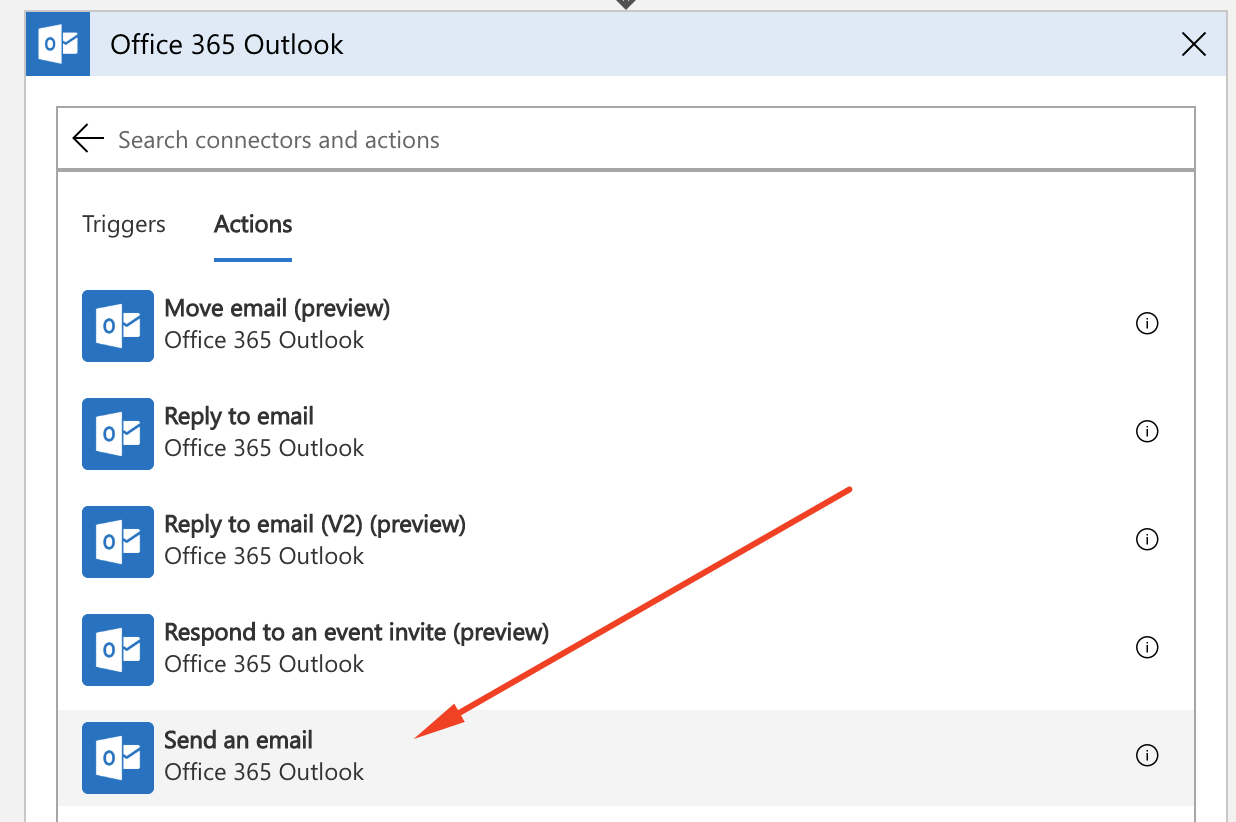 Office 365 Outlook
Search connectors and actions
Triggers Actions
Move email (preview)
Office 365 Outlook
Reply to email
Office 365 Outlook
Reply to email (V2) (preview)
Office 365 Outlook
Respond to an event invite (preview)
Office 365 Outlook
Send an email
Office 365 Outlook